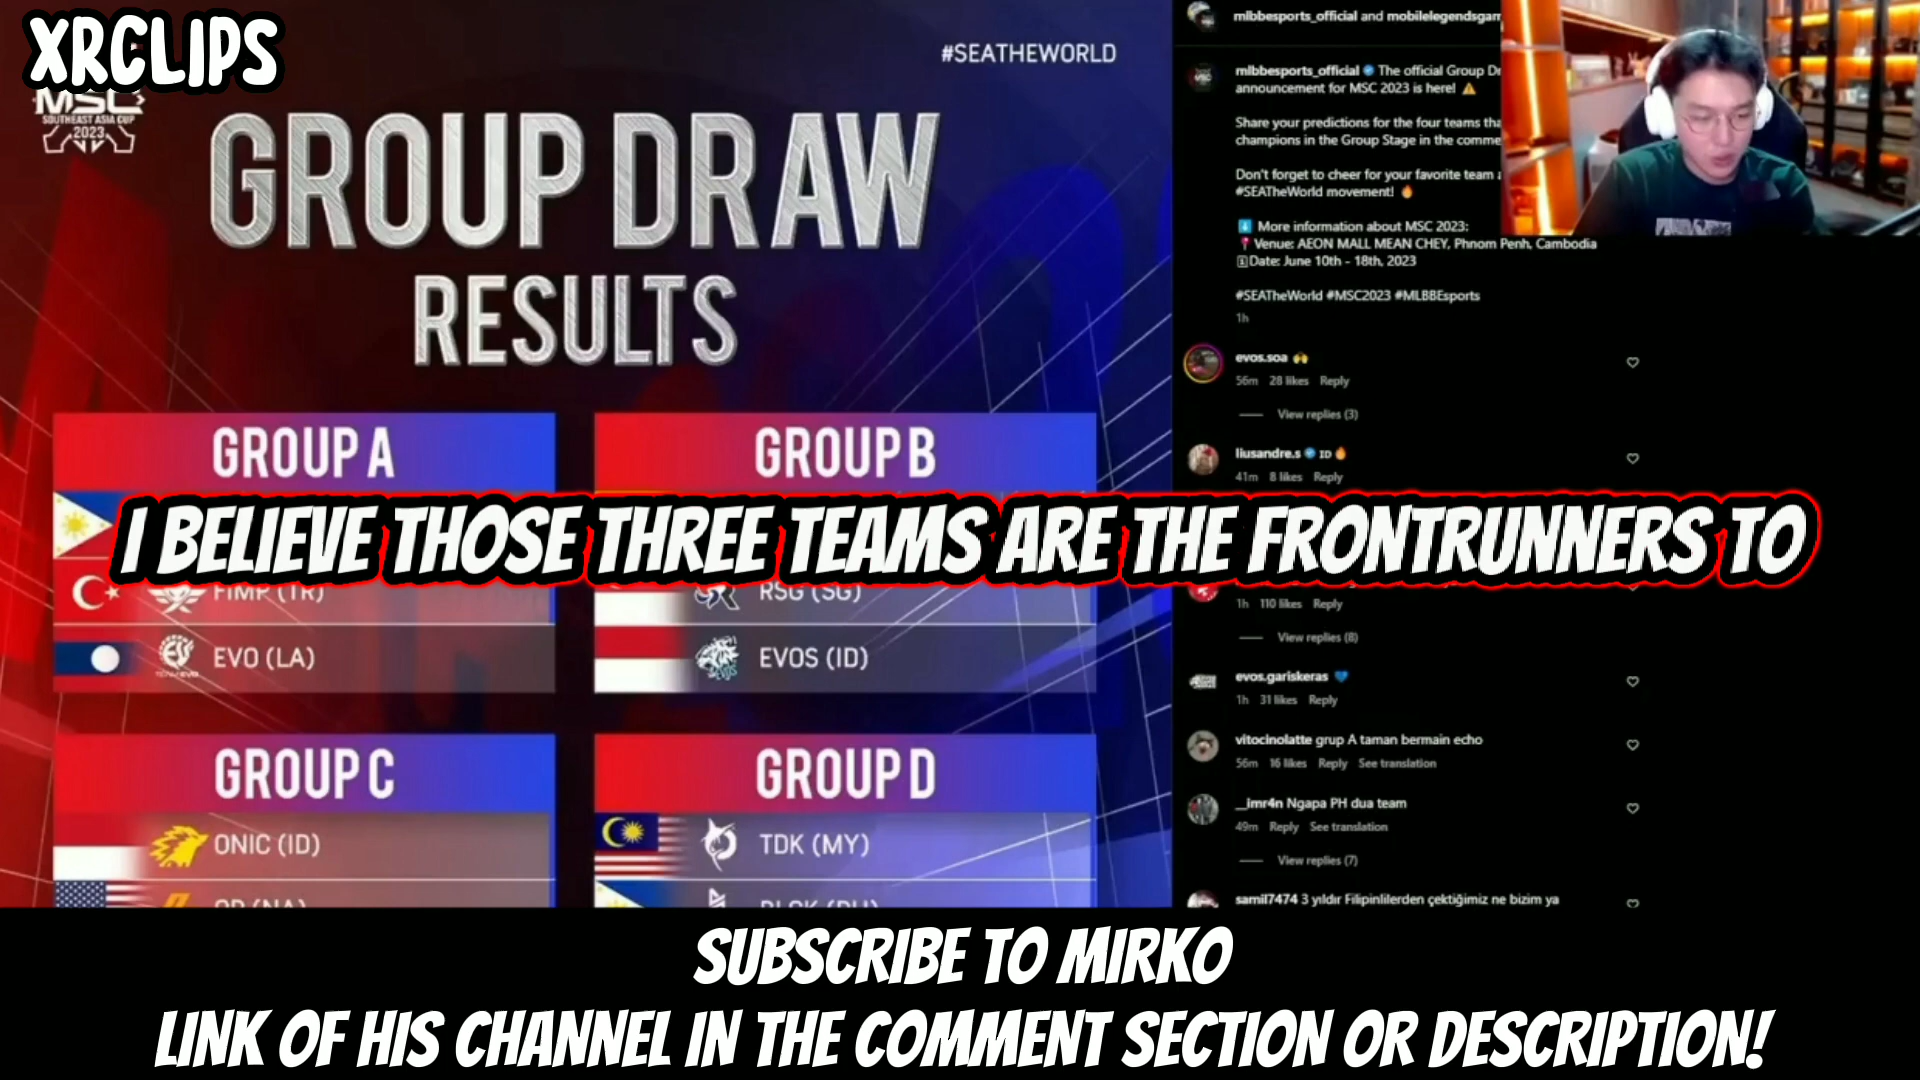 XRCLIPS
MSC
SOUTHEAST ASIA CUP
2023
#SEATHEWORLD
GROUP DRAW
RESULTS
GROUP A
FIMP (TR)
EVO (LA)
GROUP B
RSG (SG)
EVOS (ID)
GROUP C
ONIC (ID)
GROUP D
TDK (MY)
I BELIEVE THOSE THREE TEAMS ARE THE FRONTRUNNERS TO
mlbbesports_official and mobilelegendsgam
mlbbesports_official The official Group Dr
announcement for MSC 2023 is here! ⚠️
Share your predictions for the four teams tha
champions in the Group Stage in the comme
Don't forget to cheer for your favorite team a
#SEATheWorld movement! 🔥
⬇️ More information about MSC 2023:
📍 Venue: AEON MALL MEAN CHEY, Phnom Penh, Cambodia
🗓Date: June 10th - 18th, 2023
#SEATheWorld #MSC2023 #MLBBEsports
1h
evos.soa 🙌
56m 28 likes Reply
View replies (3)
liusandre.s ID 🔥
41m 8 likes Reply
1h 110 likes Reply
View replies (8)
evos.gariskeras 💙
1h 31 likes Reply
vitocinolatte grup A taman bermain echo
56m 16 likes Reply See translation
__imr4n Ngapa PH dua team
49m Reply See translation
View replies (7)
samil7474 3 yıldır Filipinlilerden çektiğimiz ne bizim ya
SUBSCRIBE TO MIRKO
LINK OF HIS CHANNEL IN THE COMMENT SECTION OR DESCRIPTION!